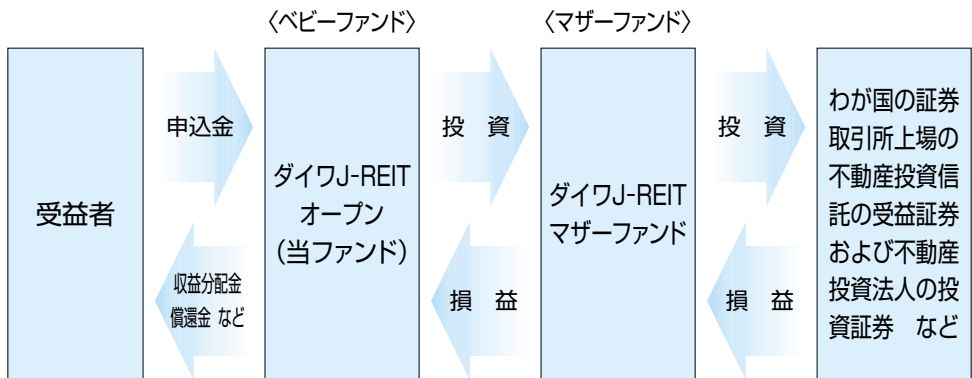 〈ベビーファンド〉
〈マザーファンド〉
受益者
申込金
収益分配金
償還金 など
ダイワJ-REIT
オープン
（当ファンド）
投　資
損　益
ダイワJ-REIT
マザーファンド
投　資
損　益
わが国の証券
取引所上場の
不動産投資信
託の受益証券
および不動産
投資法人の投
資証券　など